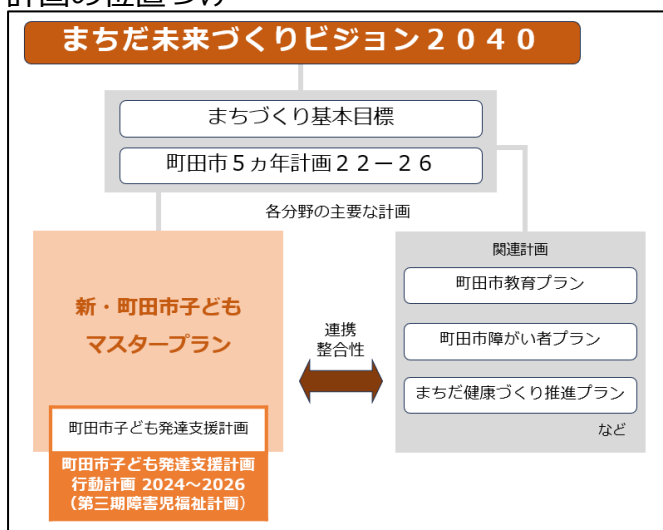 計画の位置づけ
まちだ未来づくりビジョン２０４０
まちづくり基本目標
町田市５ヵ年計画２２ー２６
各分野の主要な計画
新・町田市子ども
マスタープラン
町田市子ども発達支援計画
町田市子ども発達支援計画
行動計画 2024～2026
（第三期障害児福祉計画）
連携
整合性
関連計画
町田市教育プラン
町田市障がい者プラン
まちだ健康づくり推進プラン
など